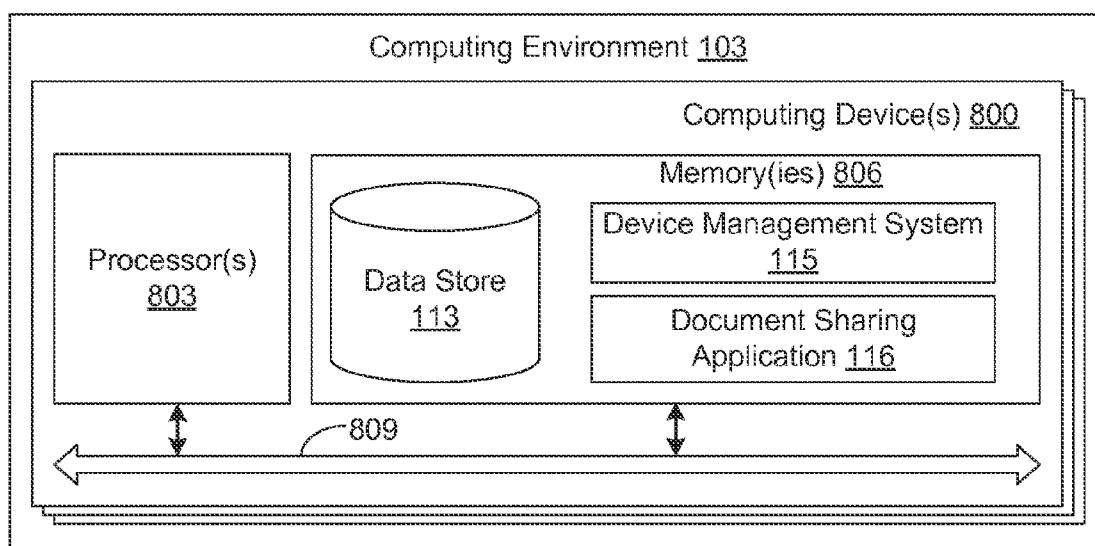 Computing Environment 103
Computing Device(s) 800
Processor(s)
803
Memory(ies) 806
Data Store
113
Device Management System
115
Document Sharing
Application 116
809